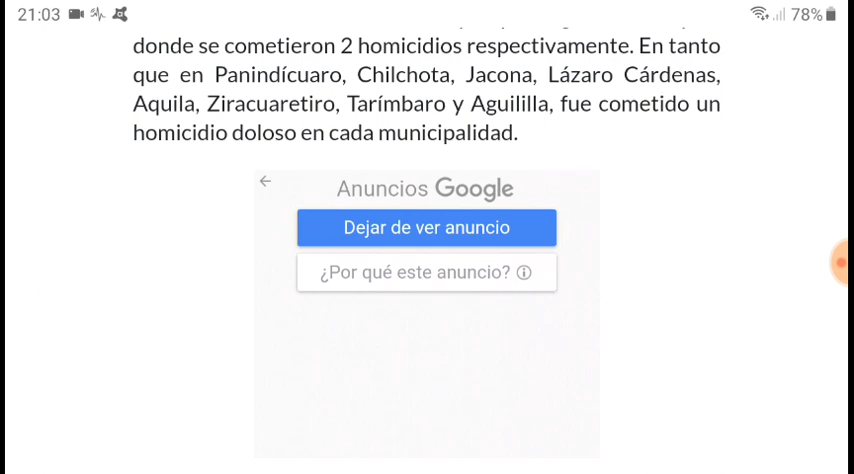 21:03
78%
donde se cometieron 2 homicidios respectivamente. En tanto
que en Panindícuaro, Chilchota, Jacona, Lázaro Cárdenas,
Aquila, Ziracuaretiro, Tarímbaro y Aguililla, fue cometido un
homicidio doloso en cada municipalidad.
Anuncios Google
Dejar de ver anuncio
¿Por qué este anuncio?